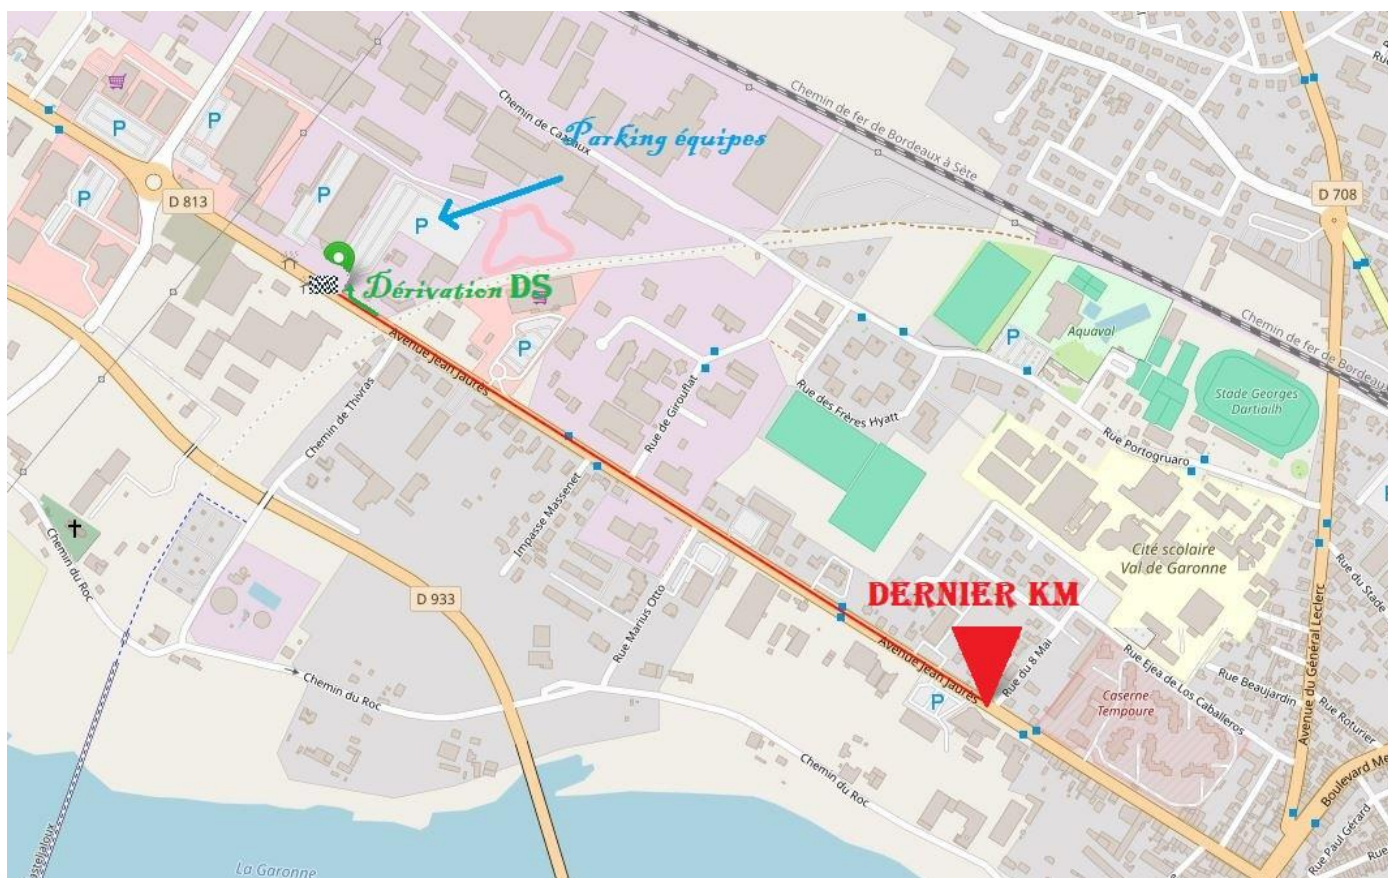 Chemin de fer de Bordeaux à Sète
Chemin de Cazeaux
Parking équipes
P
P
P
P
P
D 813
D 708
Dérivation DS
Aquaval
P
Chemin de fer de Bordeaux
Avenue Jean Jaurès
P
Chemin de Thivras
Rue de Girouflat
Rue des Frères Hyatt
Stade Georges
Dartiailh
Rue Portogruaro
Impasse Massenet
Chemin du Roc
Cité scolaire
Val de Garonne
Rue du Stade
D 933
DERNIER KM
Rue Marius Otto
Avenue Jean Jaurès
Rue du 8 Mai
Rue Ejea de Los Caballeros
Rue Beaujardin
Avenue du Général Leclerc
Rue Roturier
Chemin du Roc
P
Caserne
Tempoure
Chemin du Roc
Boulevard Me
Rue Paul Gérard
La Garonne
asteljaloux
Rue